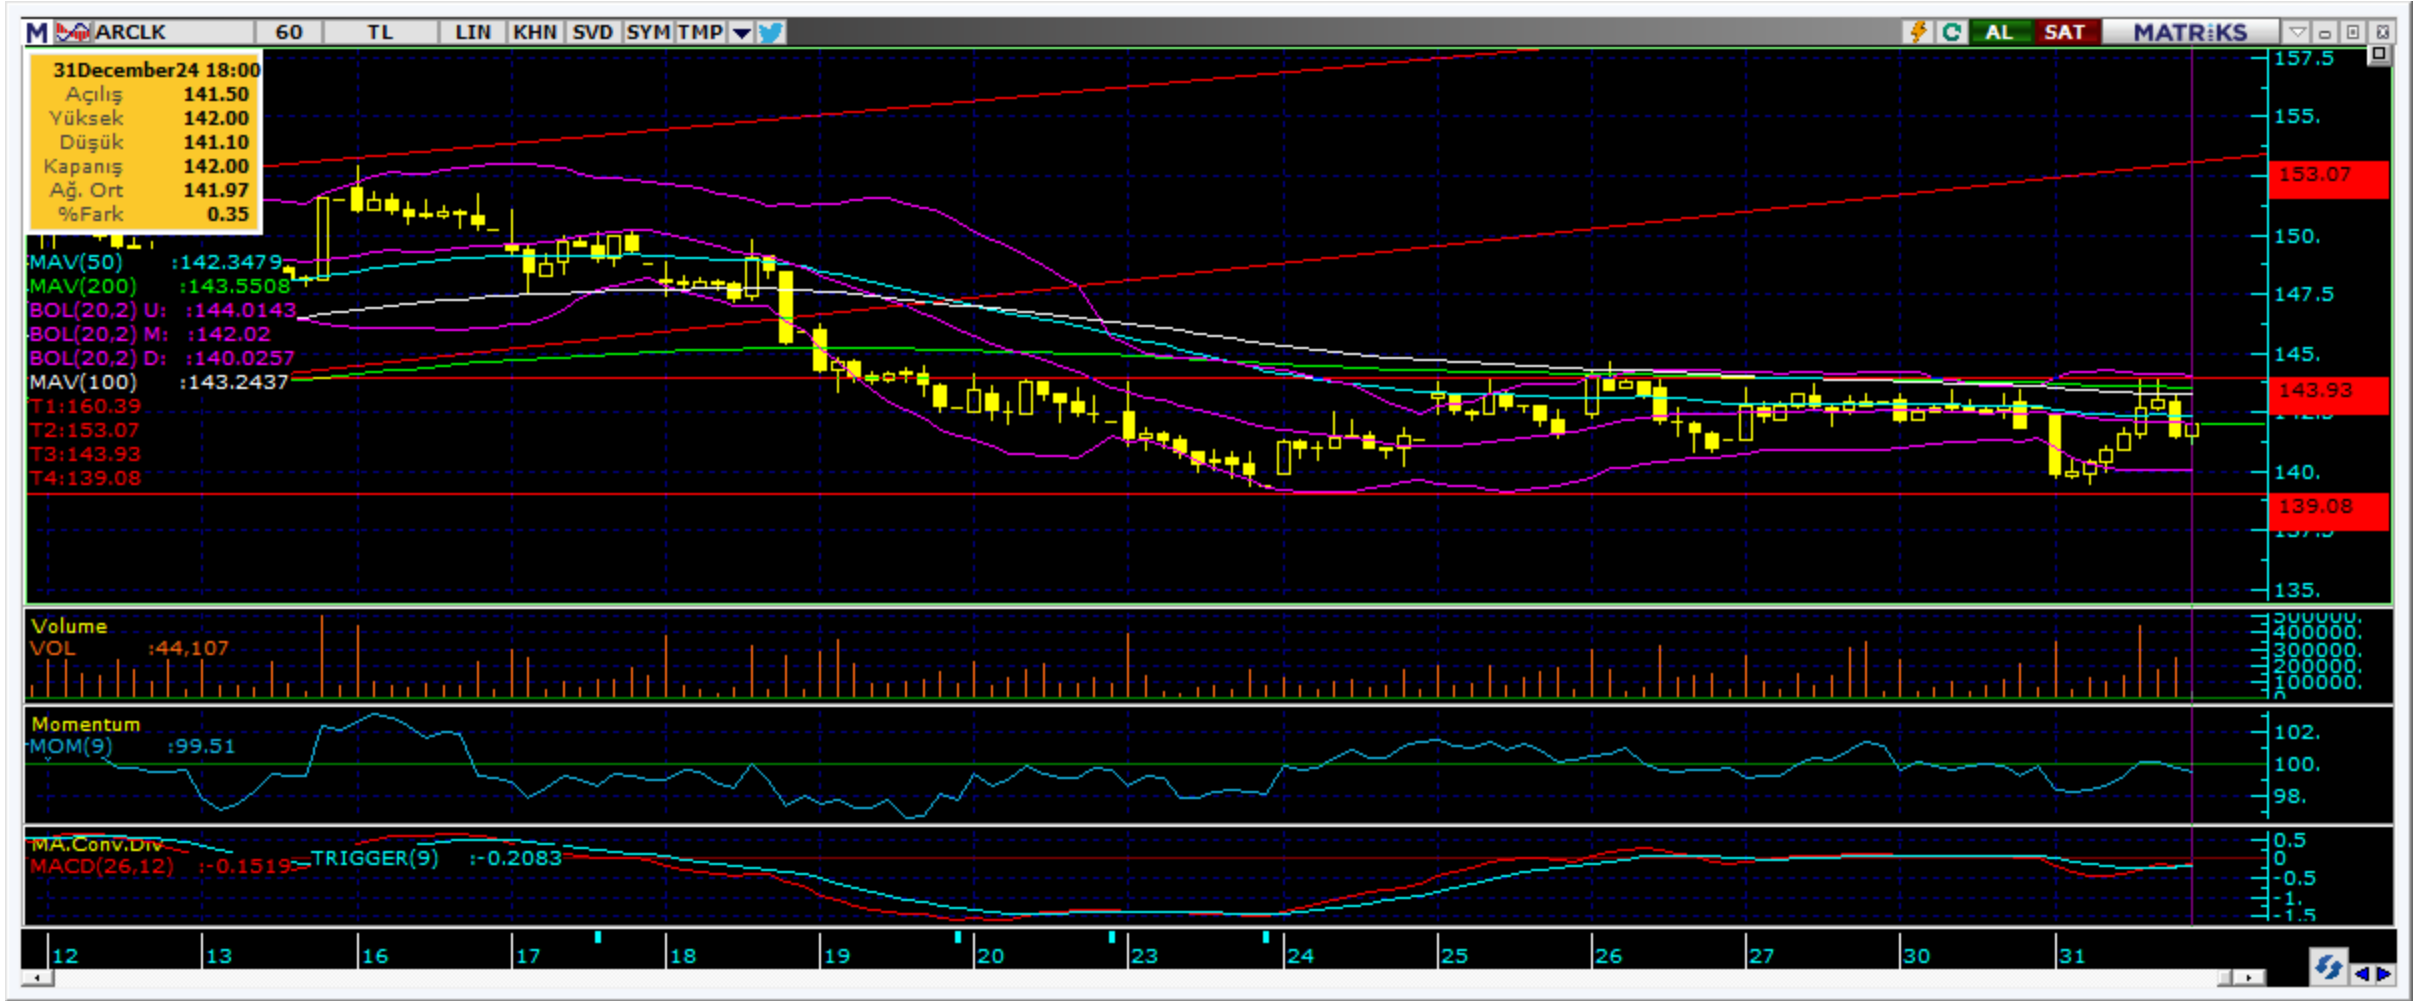 M ARCLK 60 TL LIN KHN SVD SYM TMP AL SAT MATRiKS
31December24 18:00
Açılış 141.50
Yüksek 142.00
Düşük 141.10
Kapanış 142.00
Ağ. Ort 141.97
%Fark 0.35
MAV(50) :142.3479
MAV(200) :143.5508
BOL(20,2) U: :144.0143
BOL(20,2) M: :142.02
BOL(20,2) D: :140.0257
MAV(100) :143.2437
T1:160.39
T2:153.07
T3:143.93
T4:139.08
157.5
155.
153.07
150.
147.5
145.
143.93
142.5
140.
139.08
137.5
135.
Volume
VOL :44,107
500000.
400000.
300000.
200000.
100000.
0
Momentum
MOM(9) :99.51
102.
100.
98.
MA.Conv.Div
MACD(26,12) :-0.1519 TRIGGER(9) :-0.2083
0.5
0
-0.5
-1.
-1.5
12 13 16 17 18 19 20 23 24 25 26 27 30 31